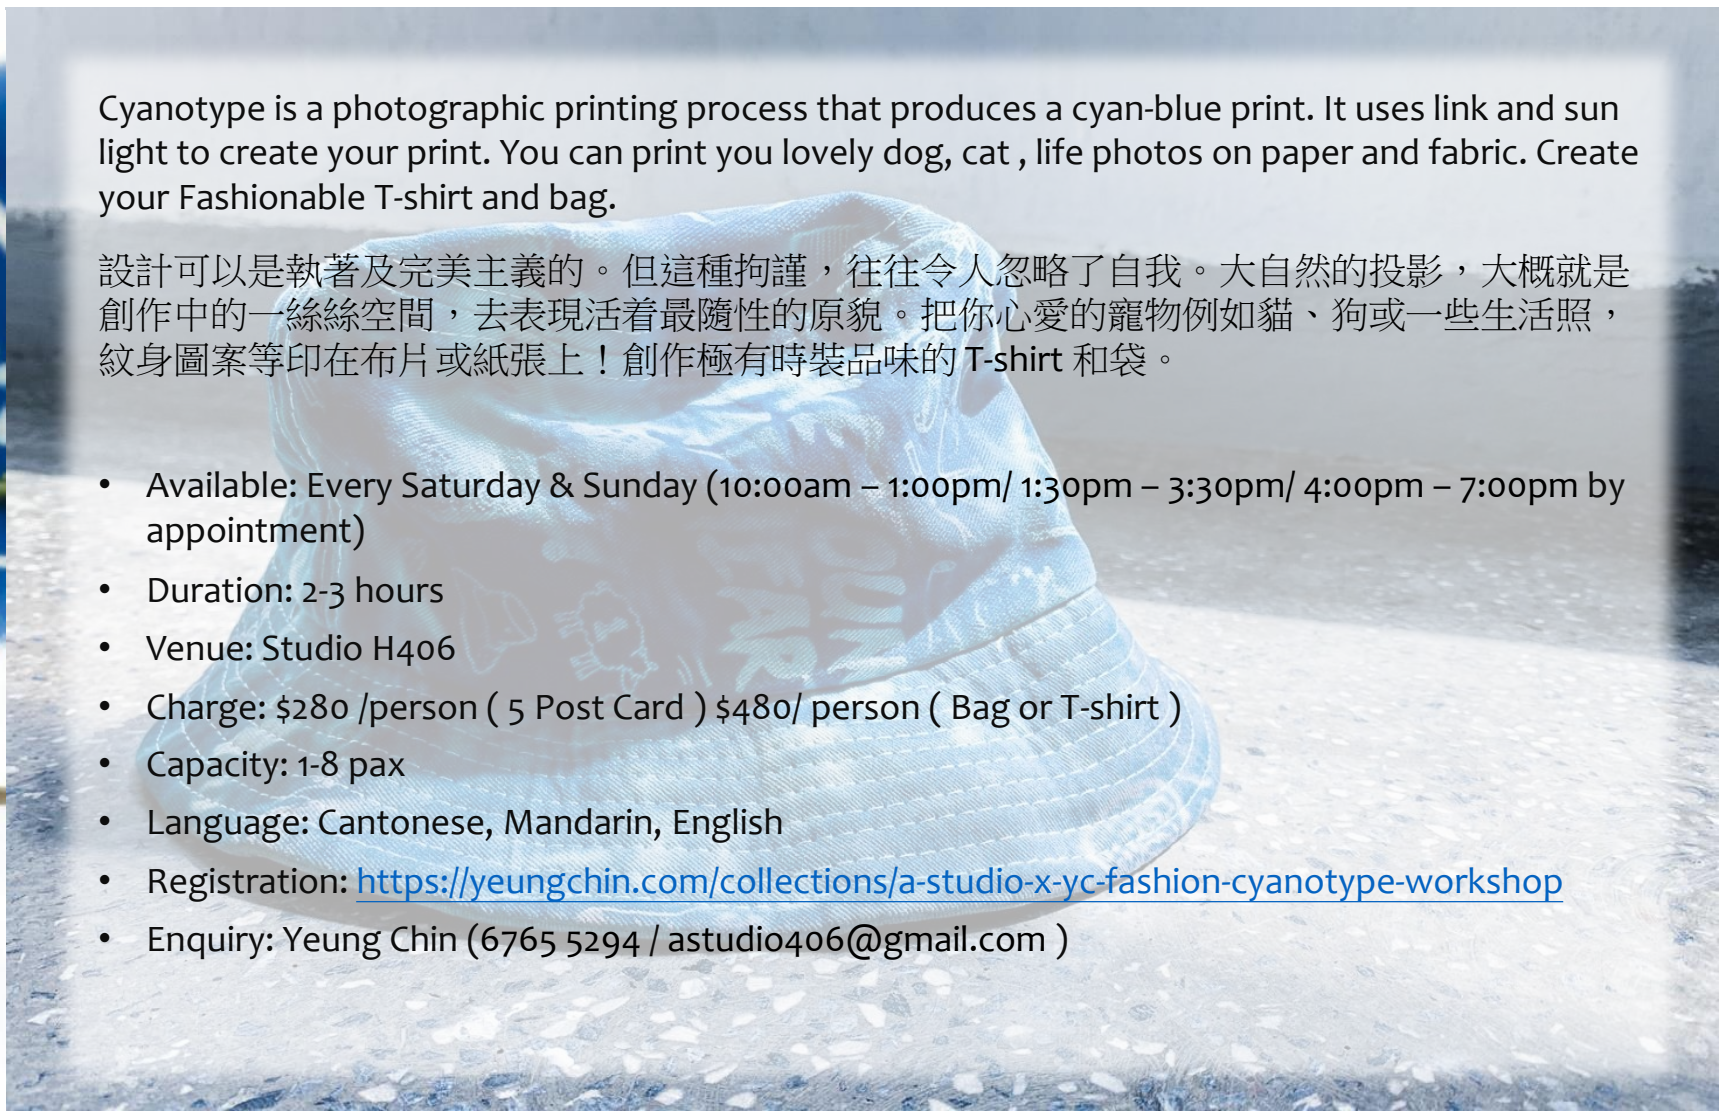 Cyanotype is a photographic printing process that produces a cyan-blue print. It uses link and sun
light to create your print. You can print you lovely dog, cat , life photos on paper and fabric. Create
your Fashionable T-shirt and bag.
設計可以是執著及完美主義的。但這種拘謹，往往令人忽略了自我。大自然的投影，大概就是
創作中的一絲絲空間，去表現活着最隨性的原貌。把你心愛的寵物例如貓、狗或一些生活照，
紋身圖案等印在布片或紙張上！創作極有時裝品味的 T-shirt 和袋。
• Available: Every Saturday & Sunday (10:00am – 1:00pm/ 1:30pm – 3:30pm/ 4:00pm – 7:00pm by
appointment)
• Duration: 2-3 hours
• Venue: Studio H406
• Charge: $280 /person ( 5 Post Card ) $480/ person ( Bag or T-shirt )
• Capacity: 1-8 pax
• Language: Cantonese, Mandarin, English
• Registration: https://yeungchin.com/collections/a-studio-x-yc-fashion-cyanotype-workshop
• Enquiry: Yeung Chin (6765 5294 / astudio406@gmail.com )